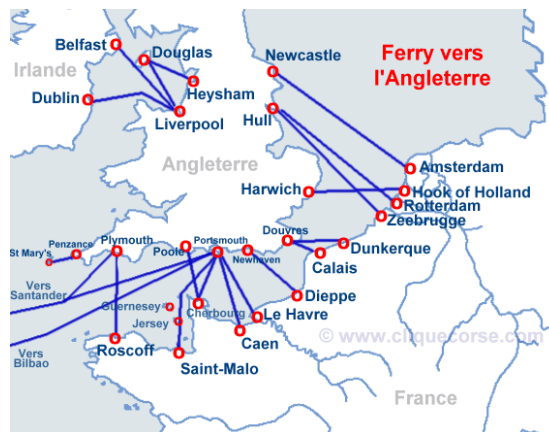 Belfast
Douglas
Newcastle
Ferry vers
l'Angleterre
Irlande
Dublin
Heysham
Liverpool
Hull
Angleterre
Amsterdam
Harwich
Hook of Holland
Rotterdam
Zeebrugge
St Mary's
Penzance
Plymouth
Poole
Portsmouth
Newhaven
Douvres
Dunkerque
Calais
Vers
Santander
Guernesey
Jersey
Cherbourg
Dieppe
Le Havre
Caen
Vers
Bilbao
Roscoff
Saint-Malo
© www.cliquecorse.com
France